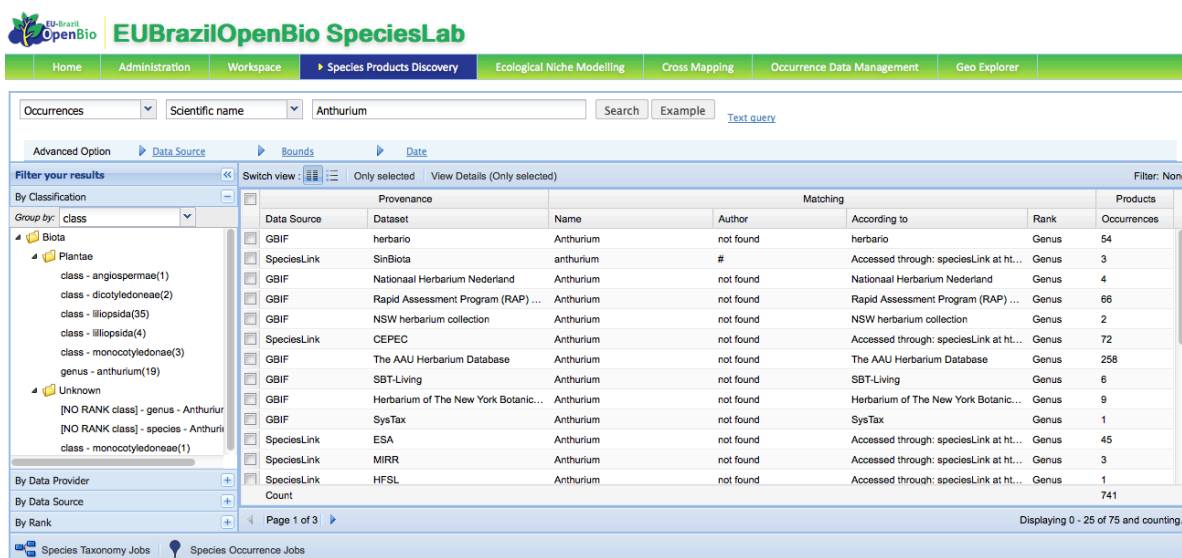 EU-Brazil
OpenBio
EUBrazilOpenBio SpeciesLab
Home Administration Workspace Species Products Discovery Ecological Niche Modelling Cross Mapping Occurrence Data Management Geo Explorer
Occurrences Scientific name Anthurium Search Example Text query
Advanced Option Data Source Bounds Date
Filter your results Switch view : Only selected View Details (Only selected) Filter: Non
By Classification Provenance Matching Products
Group by: class Data Source Dataset Name Author According to Rank Occurrences
Biota GBIF herbario Anthurium not found herbario Genus 54
Plantae SpeciesLink SinBiota anthurium # Accessed through: speciesLink at ht... Genus 3
class - angiospermae(1) GBIF Nationaal Herbarium Nederland Anthurium not found Nationaal Herbarium Nederland Genus 4
class - dicotyledoneae(2) GBIF Rapid Assessment Program (RAP) ... Anthurium not found Rapid Assessment Program (RAP) ... Genus 66
class - liliopsida(35) GBIF NSW herbarium collection Anthurium not found NSW herbarium collection Genus 2
class - lilliopsida(4) SpeciesLink CEPEC Anthurium not found Accessed through: speciesLink at ht... Genus 72
class - monocotyledonae(3) GBIF The AAU Herbarium Database Anthurium not found The AAU Herbarium Database Genus 258
genus - anthurium(19) GBIF SBT-Living Anthurium not found SBT-Living Genus 6
Unknown GBIF Herbarium of The New York Botanic... Anthurium not found Herbarium of The New York Botanic... Genus 9
[NO RANK class] - genus - Anthuriu GBIF SysTax Anthurium not found SysTax Genus 1
[NO RANK class] - species - Anthuri SpeciesLink ESA Anthurium not found Accessed through: speciesLink at ht... Genus 45
class - monocotyledoneae(1) SpeciesLink MIRR Anthurium not found Accessed through: speciesLink at ht... Genus 3
By Data Provider SpeciesLink HFSL Anthurium not found Accessed through: speciesLink at ht... Genus 1
By Data Source Count 741
By Rank Page 1 of 3 Displaying 0 - 25 of 75 and counting.
Species Taxonomy Jobs Species Occurrence Jobs